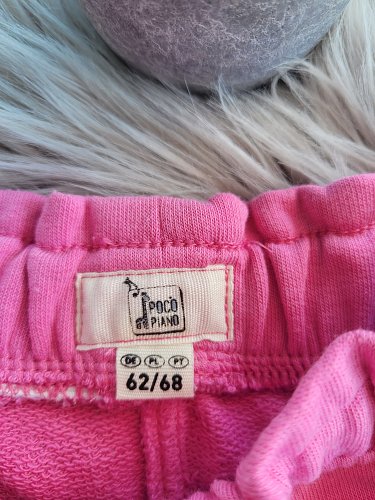 POCO
PIANO
DE PL PT
62/68